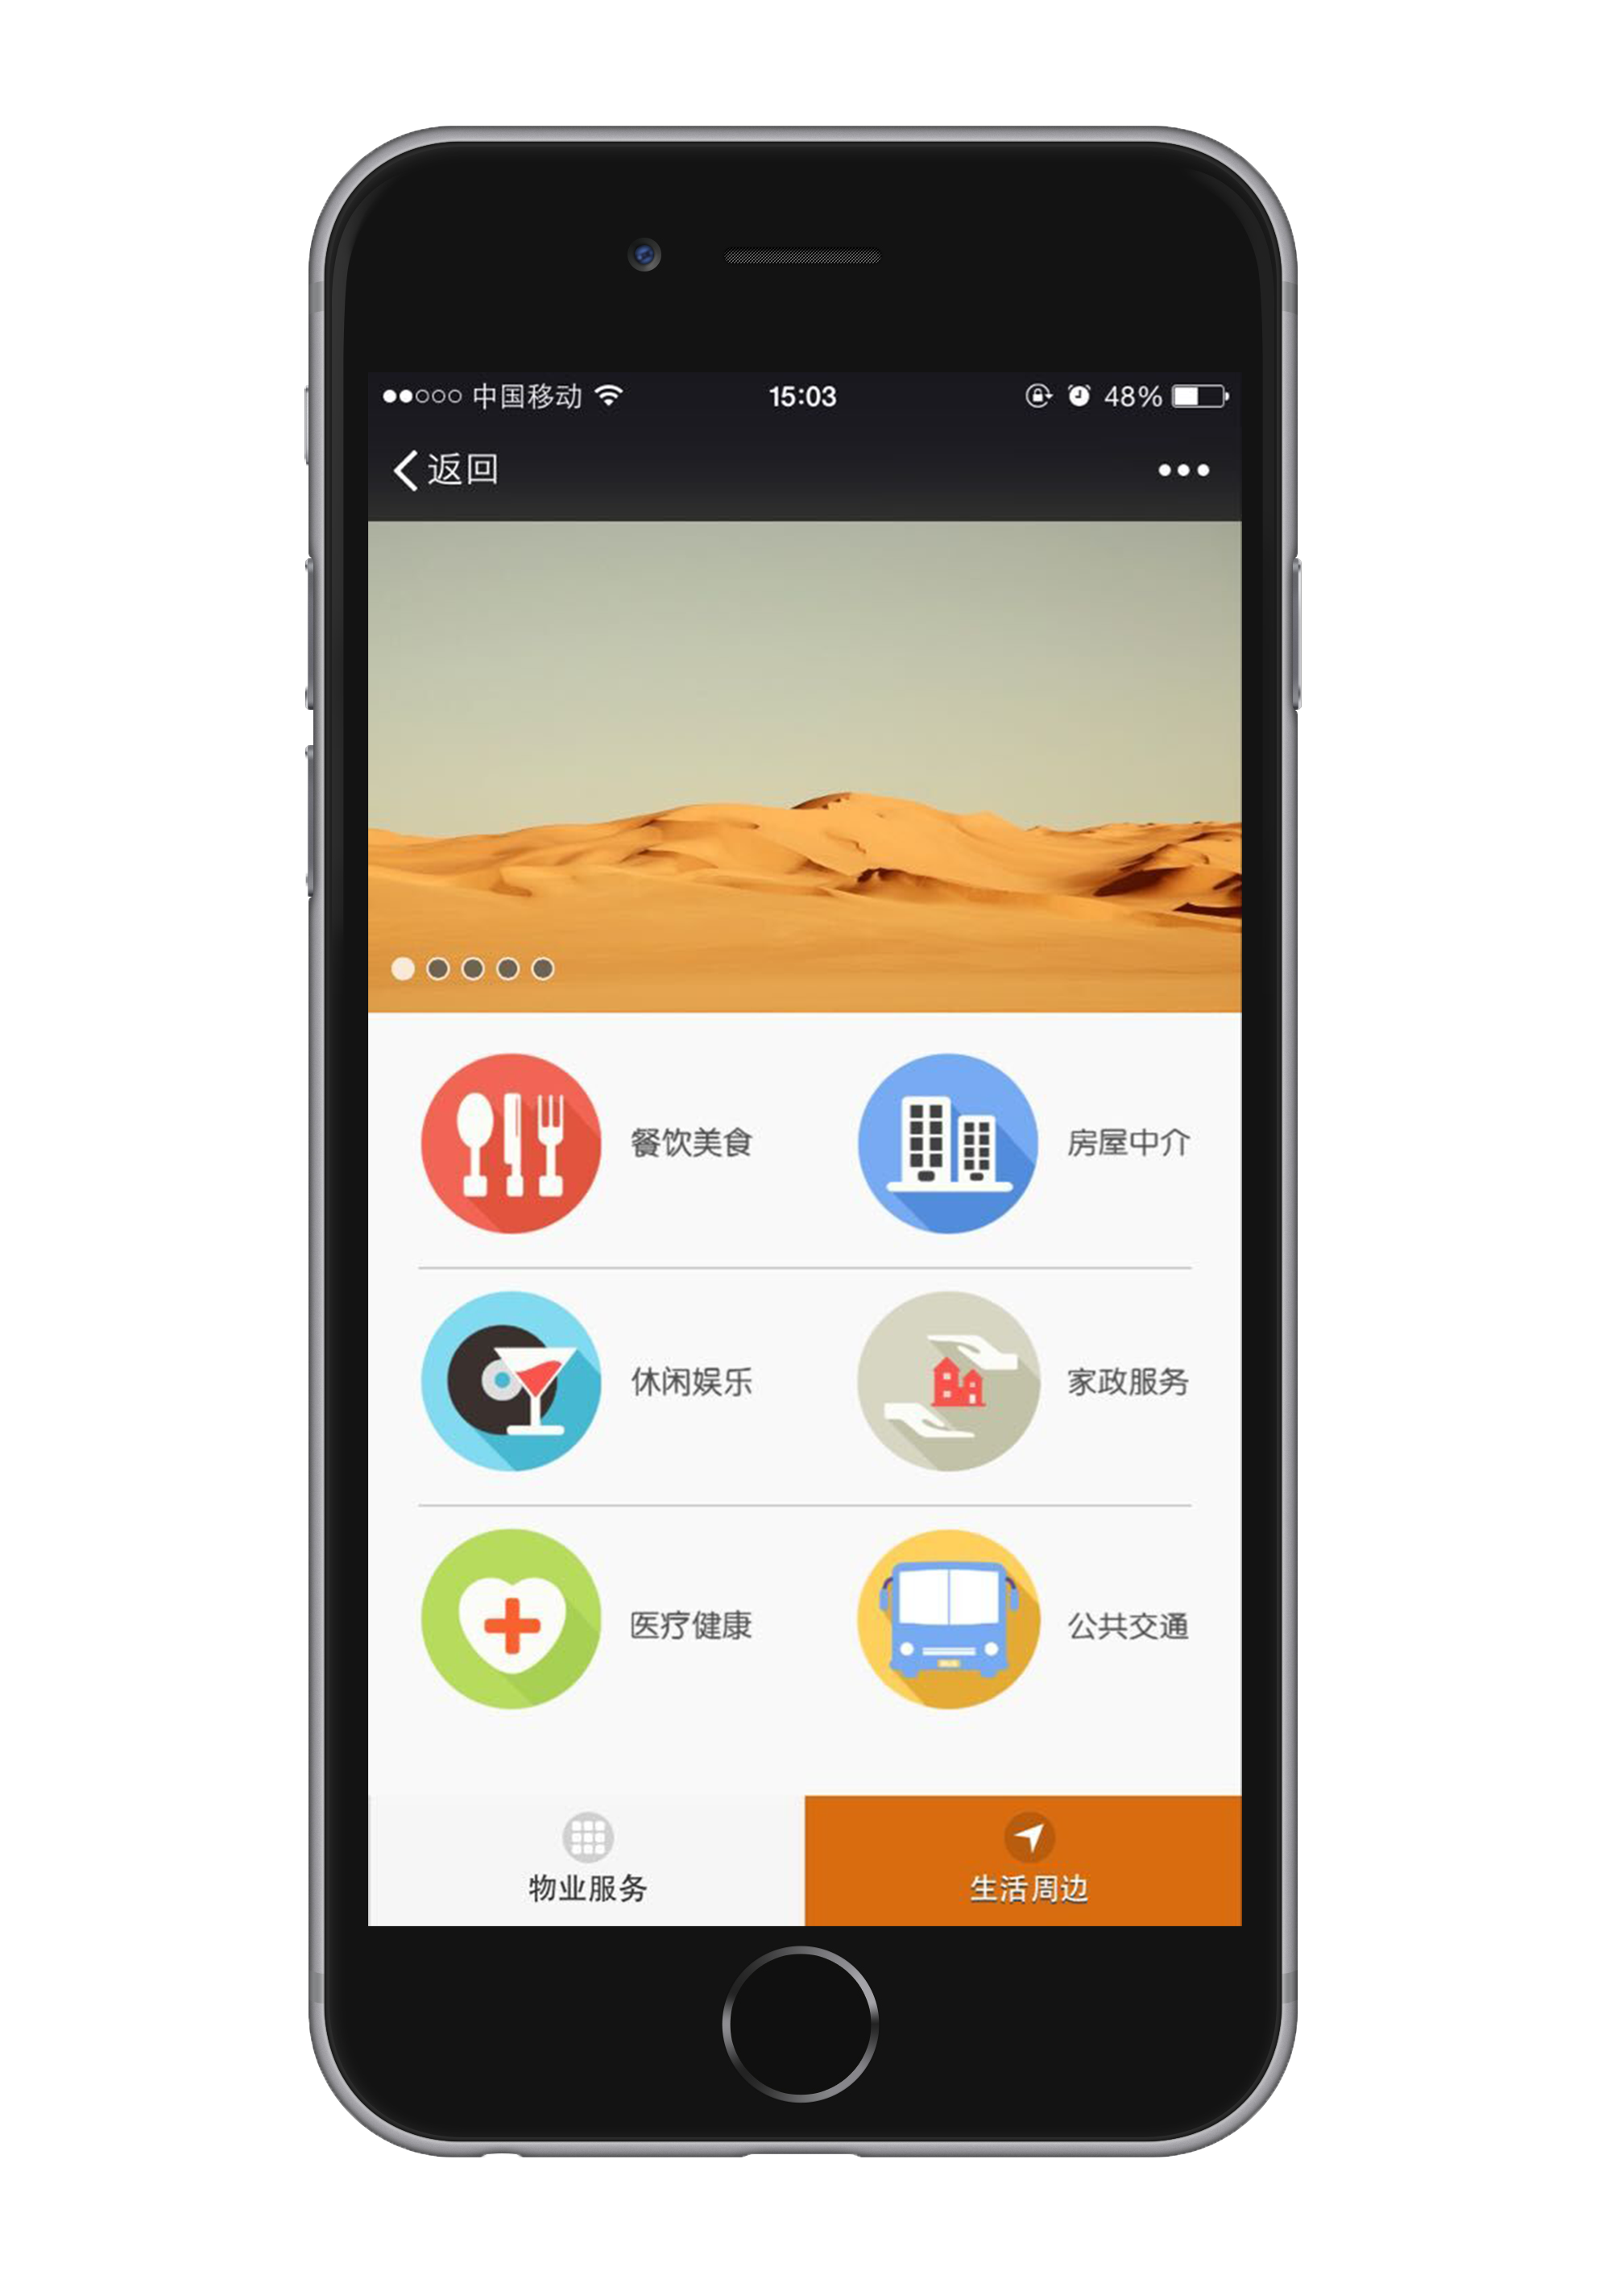 中国移动 15:03 48%
返回
餐饮美食 房屋中介
休闲娱乐 家政服务
医疗健康 公共交通
物业服务 生活周边